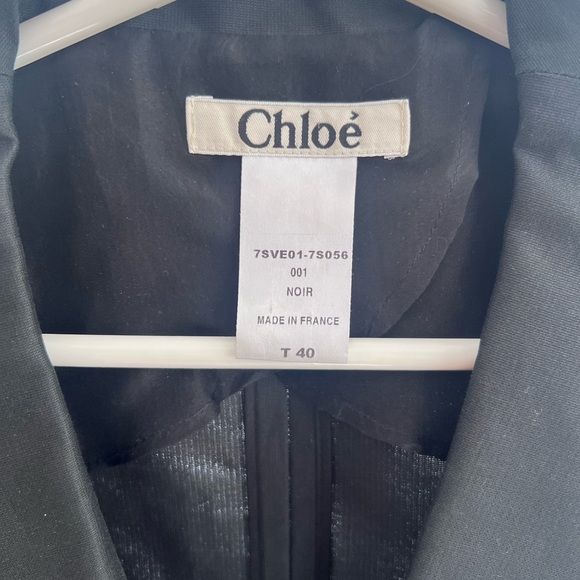 Chloé
7SVE01-7S056
001
NOIR
MADE IN FRANCE
T 40